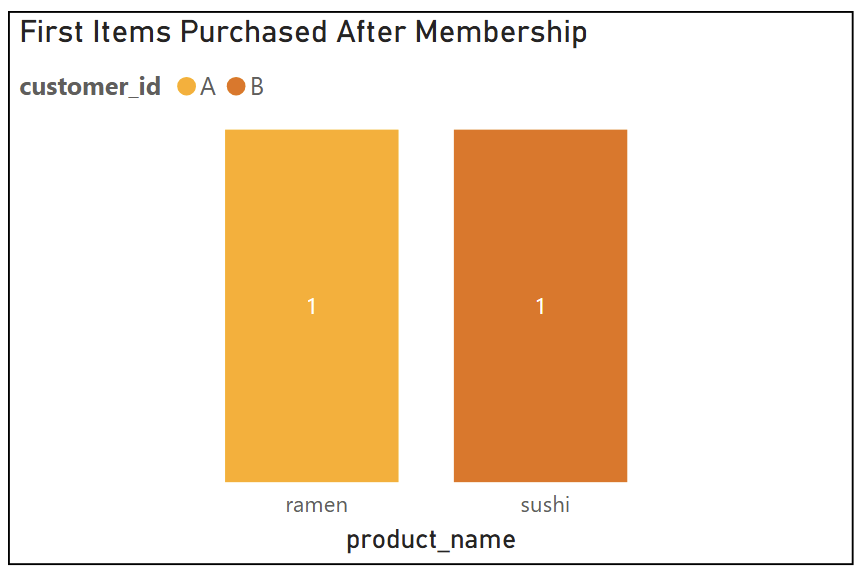 First Items Purchased After Membership
customer_id A B
1 1
ramen sushi
product_name